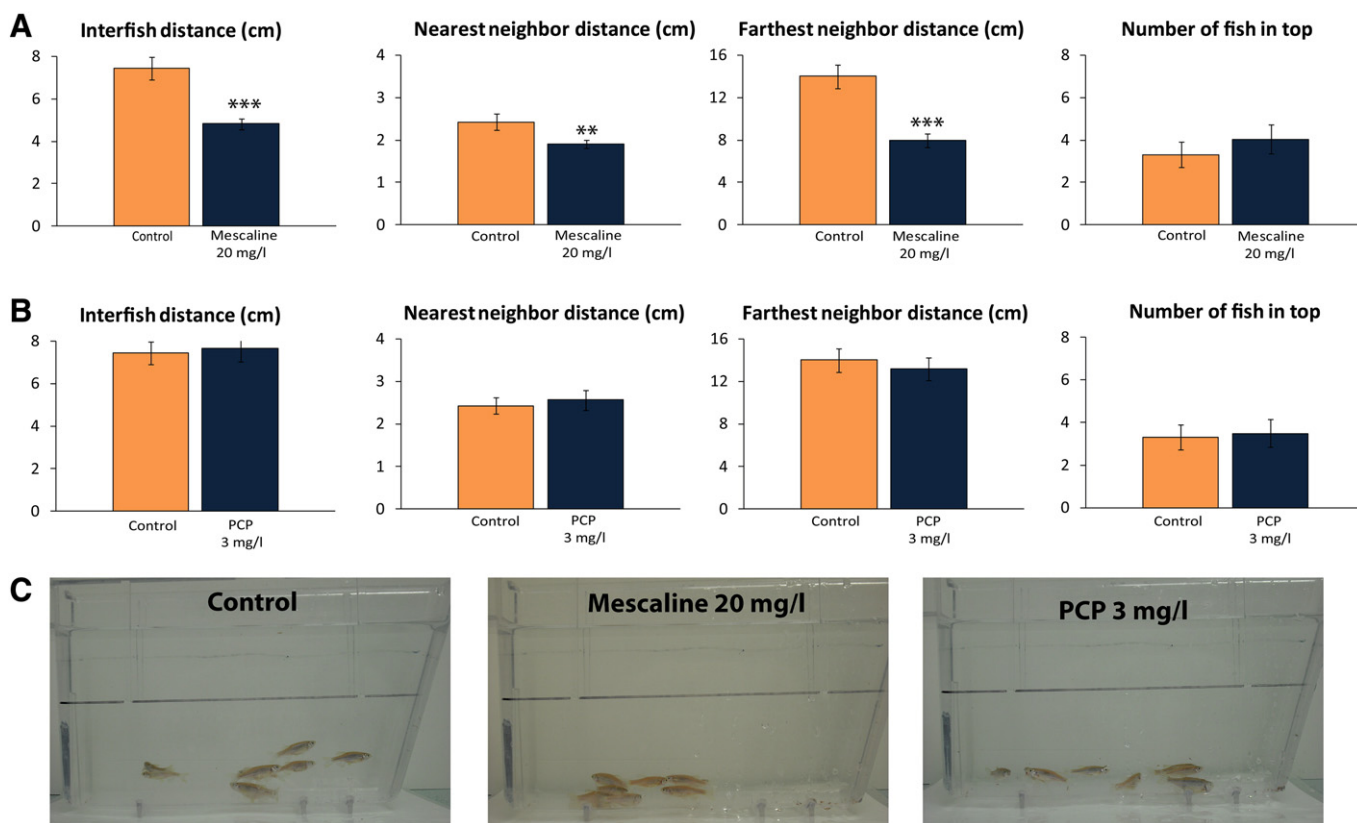 A
Interfish distance (cm)
8
6
4
2
0
***
Control
Mescaline
20 mg/l
Nearest neighbor distance (cm)
4
3
2
1
0
**
Control
Mescaline
20 mg/l
Farthest neighbor distance (cm)
16
12
8
4
0
***
Control
Mescaline
20 mg/l
Number of fish in top
8
6
4
2
0
Control
Mescaline
20 mg/l
B
Interfish distance (cm)
8
6
4
2
0
Control
PCP
3 mg/l
Nearest neighbor distance (cm)
4
3
2
1
0
Control
PCP
3 mg/l
Farthest neighbor distance (cm)
16
12
8
4
0
Control
PCP
3 mg/l
Number of fish in top
8
6
4
2
0
Control
PCP
3 mg/l
C
Control
Mescaline 20 mg/l
PCP 3 mg/l